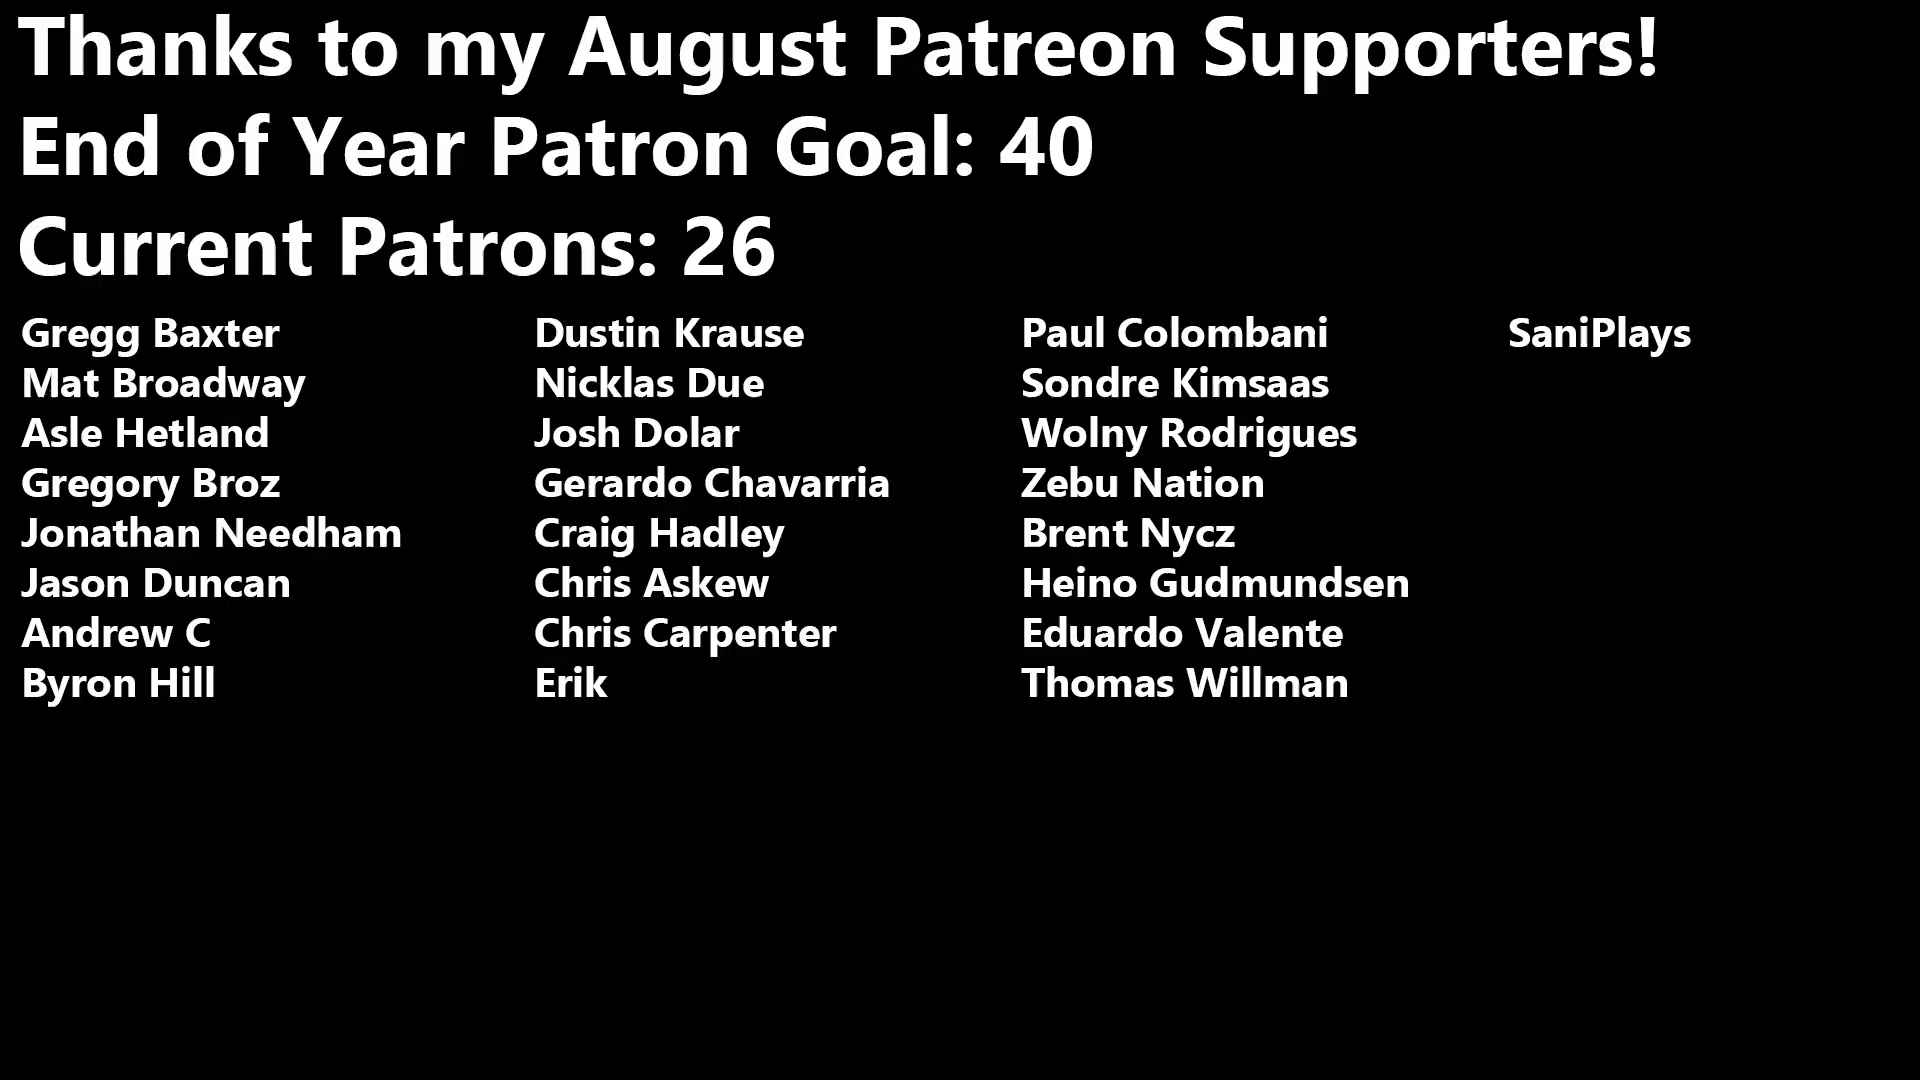 Thanks to my August Patreon Supporters!
End of Year Patron Goal: 40
Current Patrons: 26
Gregg Baxter
Mat Broadway
Asle Hetland
Gregory Broz
Jonathan Needham
Jason Duncan
Andrew C
Byron Hill
Dustin Krause
Nicklas Due
Josh Dolar
Gerardo Chavarria
Craig Hadley
Chris Askew
Chris Carpenter
Erik
Paul Colombani
Sondre Kimsaas
Wolny Rodrigues
Zebu Nation
Brent Nycz
Heino Gudmundsen
Eduardo Valente
Thomas Willman
SaniPlays